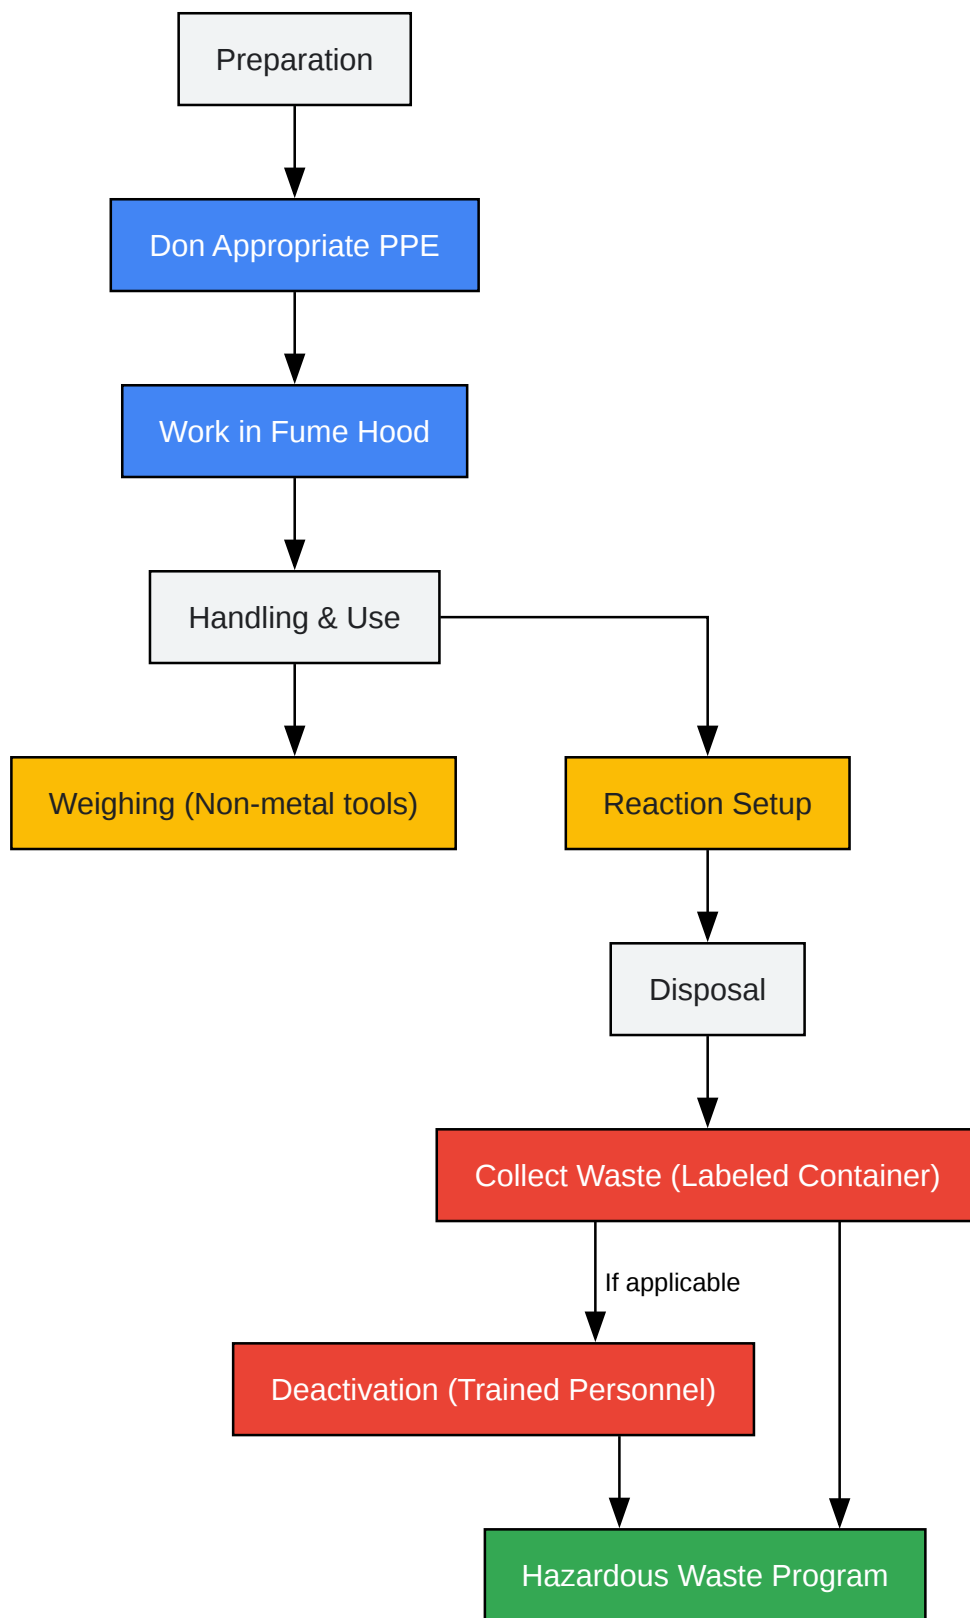 Preparation
Don Appropriate PPE
Work in Fume Hood
Handling & Use
Weighing (Non-metal tools)
Reaction Setup
Disposal
Collect Waste (Labeled Container)
If applicable
Deactivation (Trained Personnel)
Hazardous Waste Program